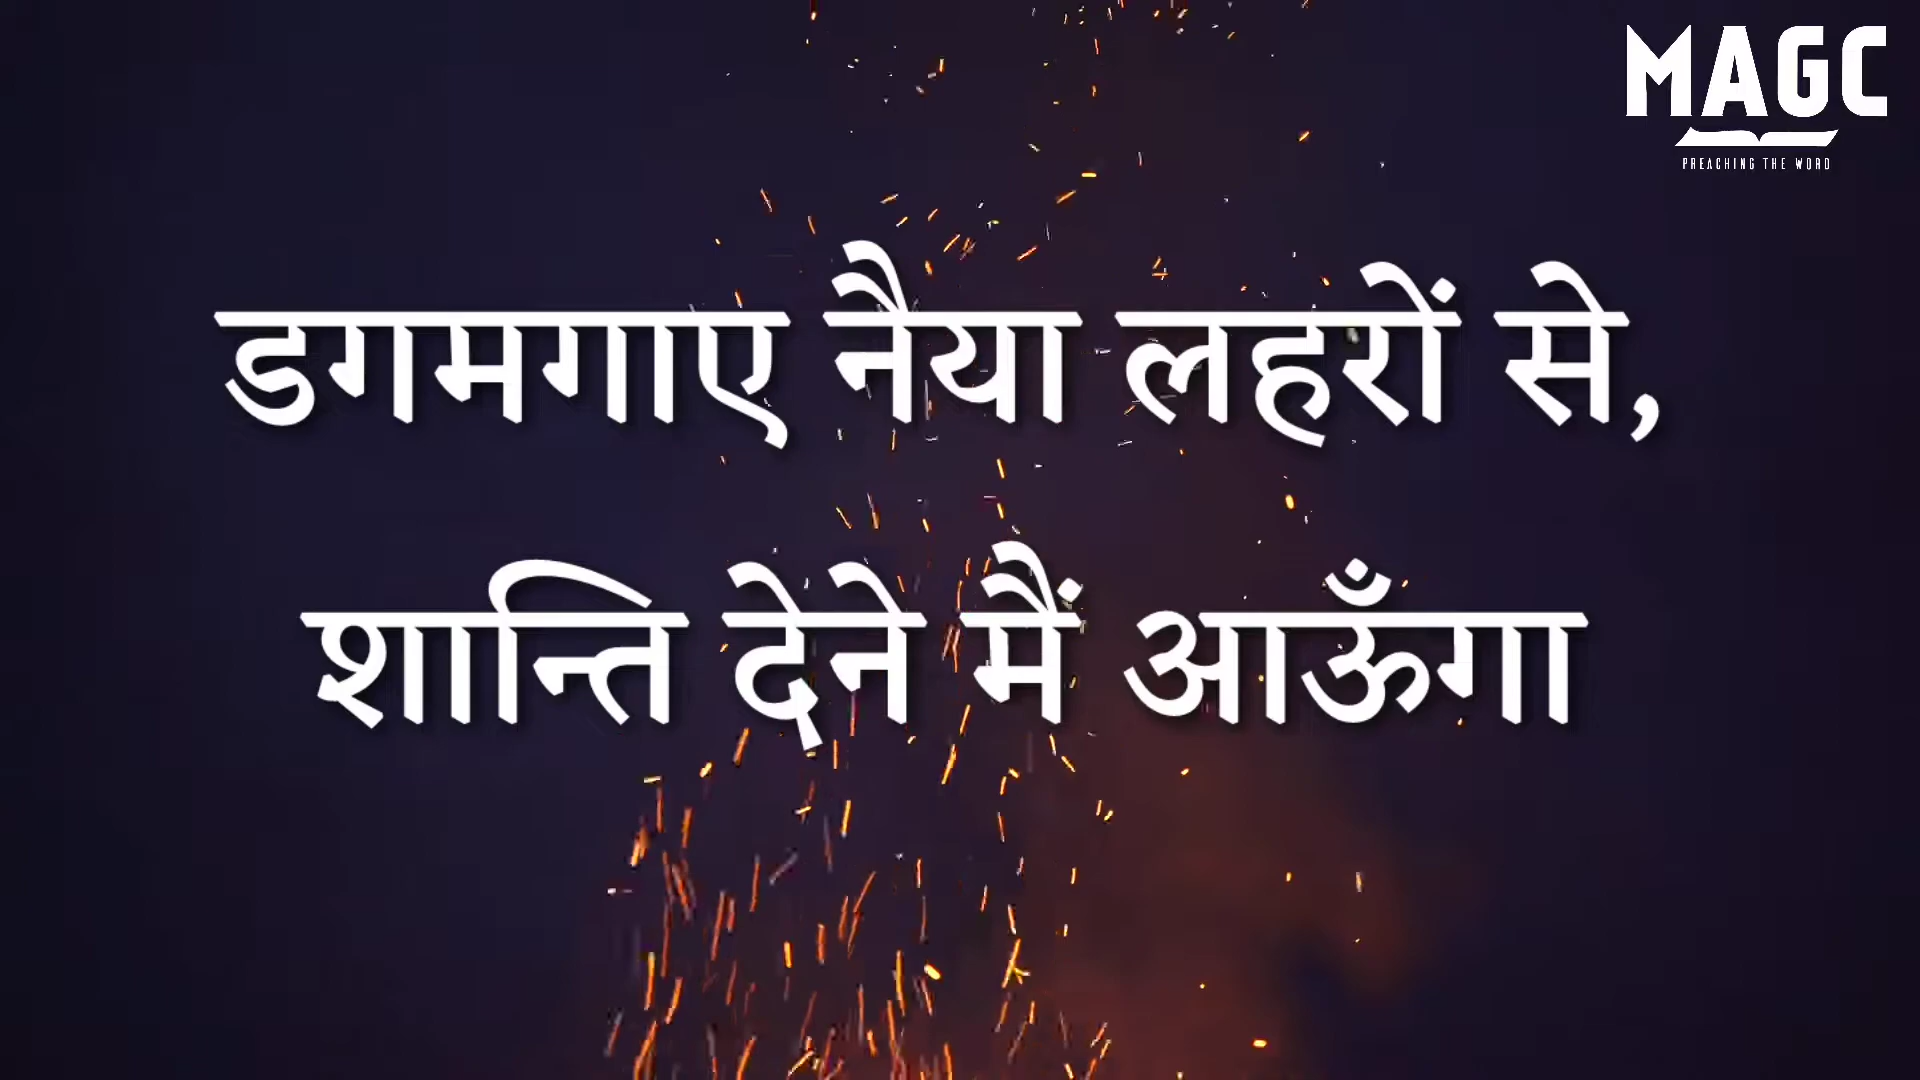 MAGC
PREACHING THE WORD
डगमगाए नैया लहरों से,
शान्ति देने मैं आऊँगा